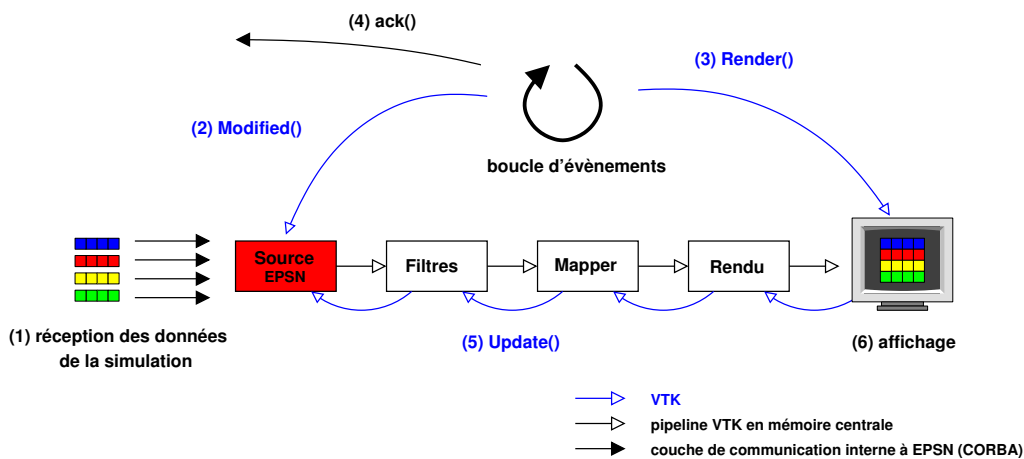 (4) ack()
(3) Render()
(2) Modified()
boucle d'évènements
Source
EPSN
Filtres
Mapper
Rendu
(1) réception des données
de la simulation
(5) Update()
(6) affichage
VTK
pipeline VTK en mémoire centrale
couche de communication interne à EPSN (CORBA)